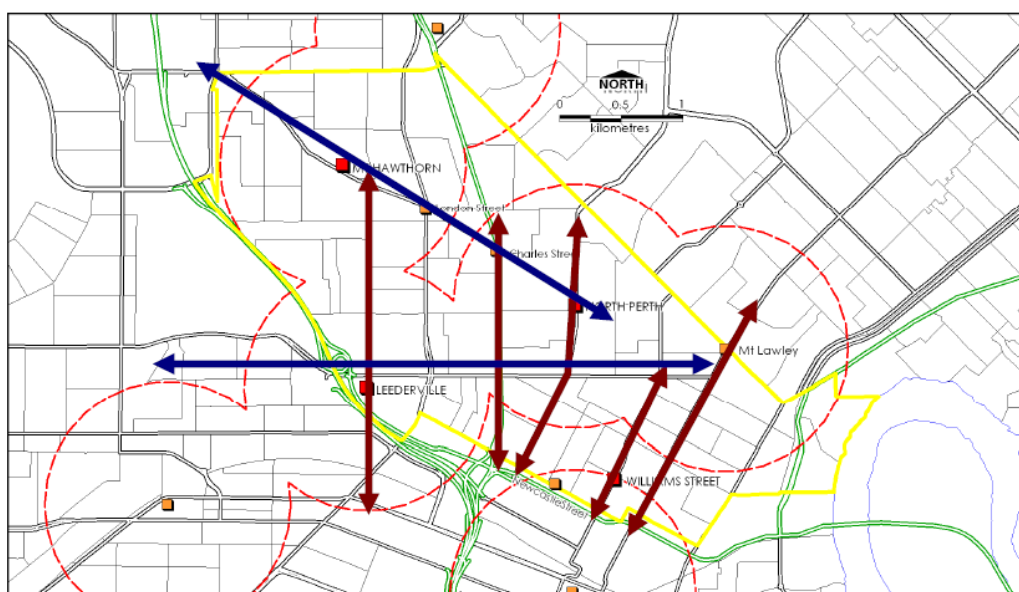 NORTH
0 0.5 1
kilometres
HAWTHORN
London Street
Charles Street
NORTH PERTH
Mt Lawley
LEEDERVILLE
WILLIAMS STREET
Newcastle Street